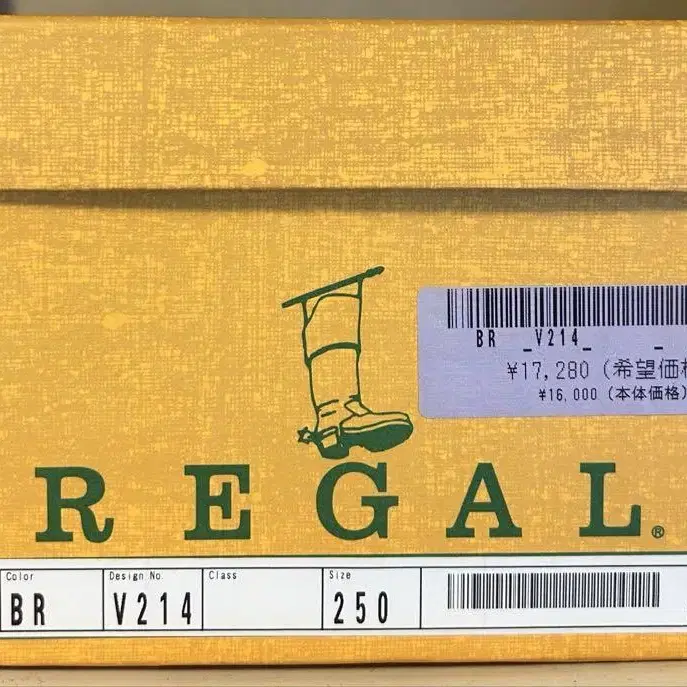 BR _V214_ _
¥17,280 (希望価格
¥16,000 (本体価格)
REGAL®
Color Design No. Class Size
BR V214 250